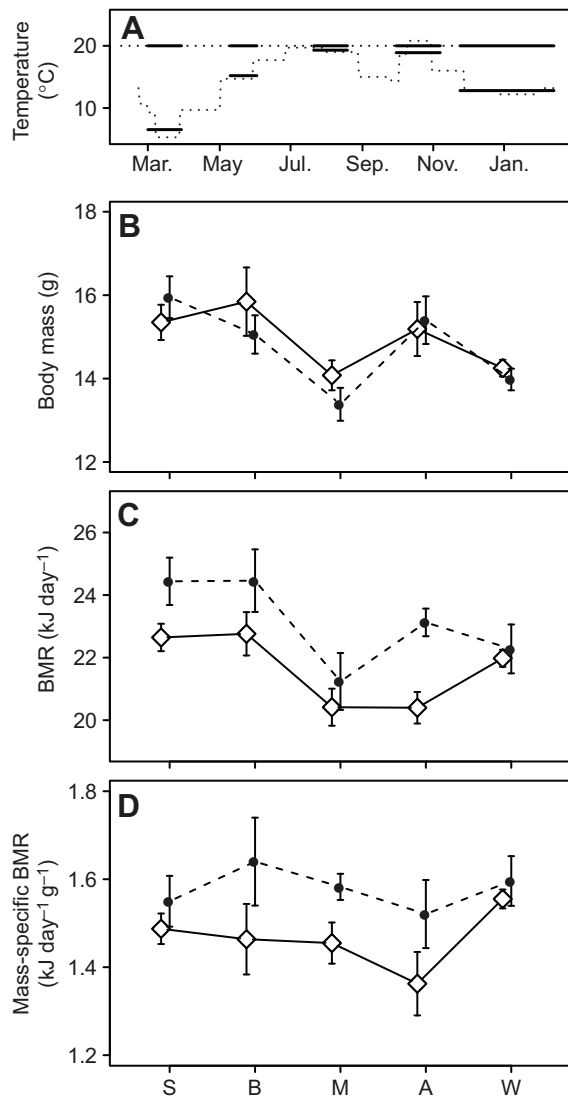 A
Temperature
(°C)
20
10
Mar. May Jul. Sep. Nov. Jan.
B
Body mass (g)
18
16
14
12
C
BMR (kJ day⁻¹)
26
24
22
20
D
Mass-specific BMR
(kJ day⁻¹ g⁻¹)
1.8
1.6
1.4
1.2
S B M A W